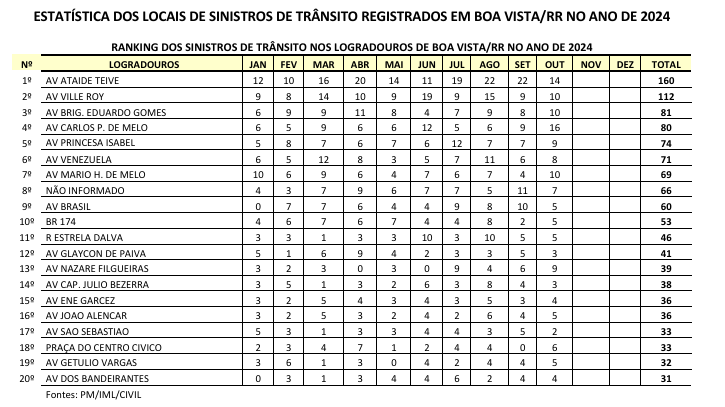 ESTATÍSTICA DOS LOCAIS DE SINISTROS DE TRÂNSITO REGISTRADOS EM BOA VISTA/RR NO ANO DE 2024
RANKING DOS SINISTROS DE TRÂNSITO NOS LOGRADOUROS DE BOA VISTA/RR NO ANO DE 2024
Nº LOGRADOUROS JAN FEV MAR ABR MAI JUN JUL AGO SET OUT NOV DEZ TOTAL
1º AV ATAIDE TEIVE 12 10 16 20 14 11 19 22 22 14 160
2º AV VILLE ROY 9 8 14 10 9 19 9 15 9 10 112
3º AV BRIG. EDUARDO GOMES 6 9 9 11 8 4 7 9 8 10 81
4º AV CARLOS P. DE MELO 6 5 9 6 6 12 5 6 9 16 80
5º AV PRINCESA ISABEL 5 8 7 6 7 6 12 7 7 9 74
6º AV VENEZUELA 6 5 12 8 3 5 7 11 6 8 71
7º AV MARIO H. DE MELO 10 6 9 6 4 7 6 7 4 10 69
8º NÃO INFORMADO 4 3 7 9 6 7 7 5 11 7 66
9º AV BRASIL 0 7 7 6 4 4 9 8 10 5 60
10º BR 174 4 6 7 6 7 4 4 8 2 5 53
11º R ESTRELA DALVA 3 3 1 3 3 10 3 10 5 5 46
12º AV GLAYCON DE PAIVA 5 1 6 9 4 2 3 3 5 3 41
13º AV NAZARE FILGUEIRAS 3 2 3 0 3 0 9 4 6 9 39
14º AV CAP. JULIO BEZERRA 3 5 1 3 2 6 3 8 4 3 38
15º AV ENE GARCEZ 3 2 5 4 3 4 3 5 3 4 36
16º AV JOAO ALENCAR 3 2 5 3 2 4 2 6 4 5 36
17º AV SAO SEBASTIAO 5 3 1 3 3 4 4 3 5 2 33
18º PRAÇA DO CENTRO CIVICO 2 3 4 7 1 2 4 4 0 6 33
19º AV GETULIO VARGAS 3 6 1 3 0 4 2 4 4 5 32
20º AV DOS BANDEIRANTES 0 3 1 3 4 4 6 2 4 4 31
Fontes: PM/IML/CIVIL